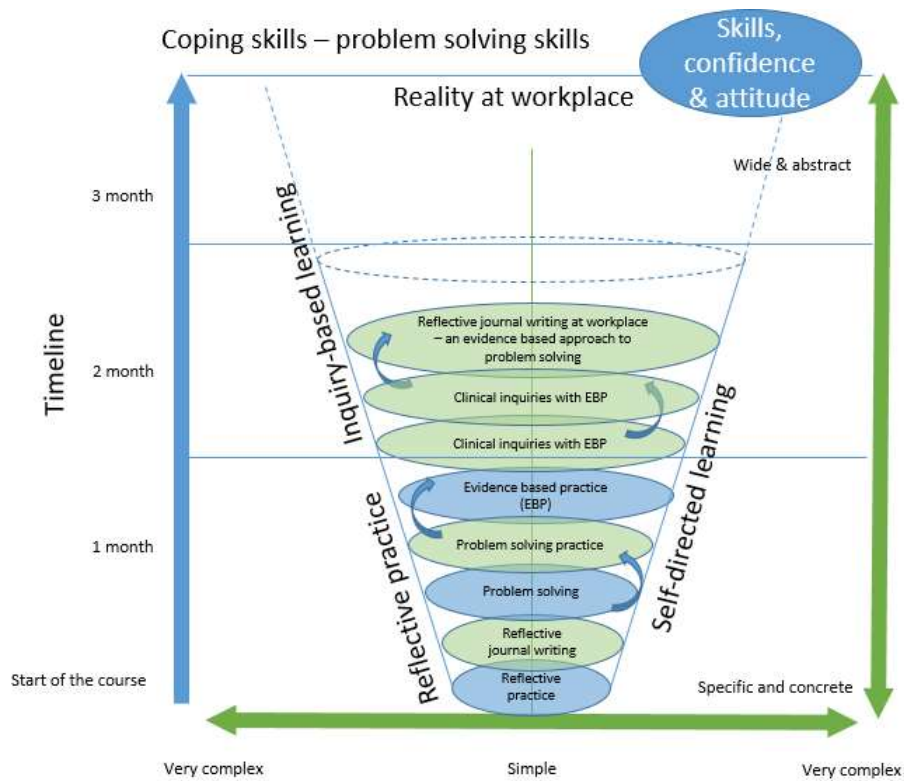 Coping skills – problem solving skills
Skills,
confidence
& attitude
Reality at workplace
Wide & abstract
3 month
Inquiry-based learning
Timeline
Reflective journal writing at workplace
– an evidence based approach to
problem solving
2 month
Clinical inquiries with EBP
Clinical inquiries with EBP
Self-directed learning
Evidence based practice
(EBP)
Reflective practice
1 month
Problem solving practice
Problem solving
Reflective
journal writing
Start of the course
Reflective
practice
Specific and concrete
Very complex
Simple
Very complex